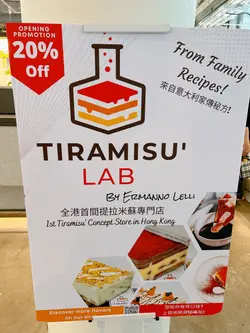 OPENING
PROMOTION
20%
Off
From Family
Recipes!
來自意大利家傳秘方!
TIRAMISU'
LAB
BY ERMANNO LELLI
全港首間提拉米蘇專門店
1st Tiramisu' Concept Store in Hong Kong
Discover more flavors